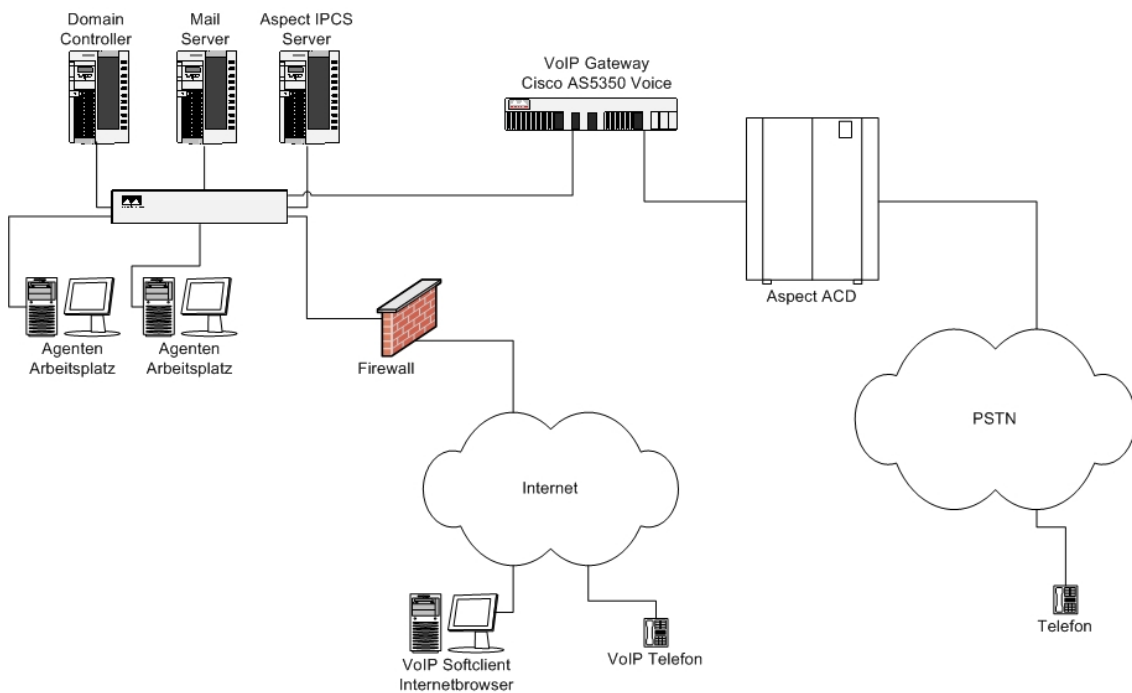 Domain
Controller
Mail
Server
Aspect IPCS
Server
VoIP Gateway
Cisco AS5350 Voice
Aspect ACD
Agenten
Arbeitsplatz
Agenten
Arbeitsplatz
Firewall
PSTN
Internet
Telefon
VoIP Softclient
Internetbrowser
VoIP Telefon